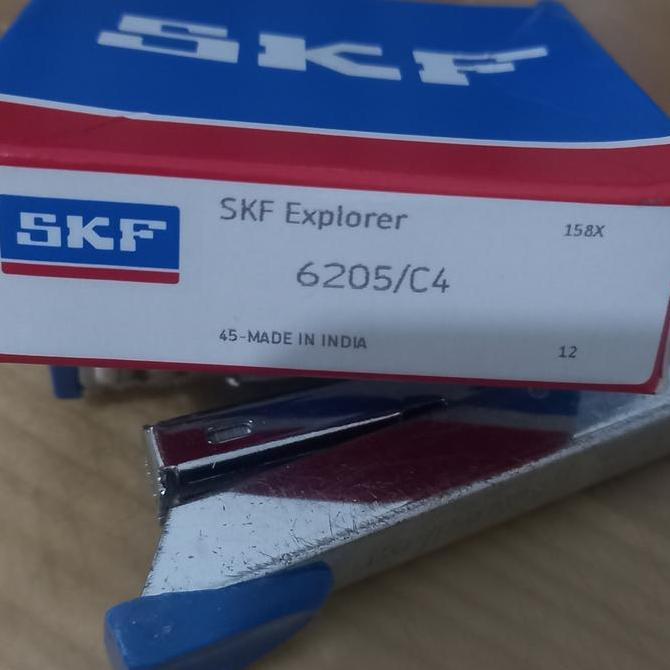 SKF
SKF
SKF Explorer
158X
6205/C4
45-MADE IN INDIA
12